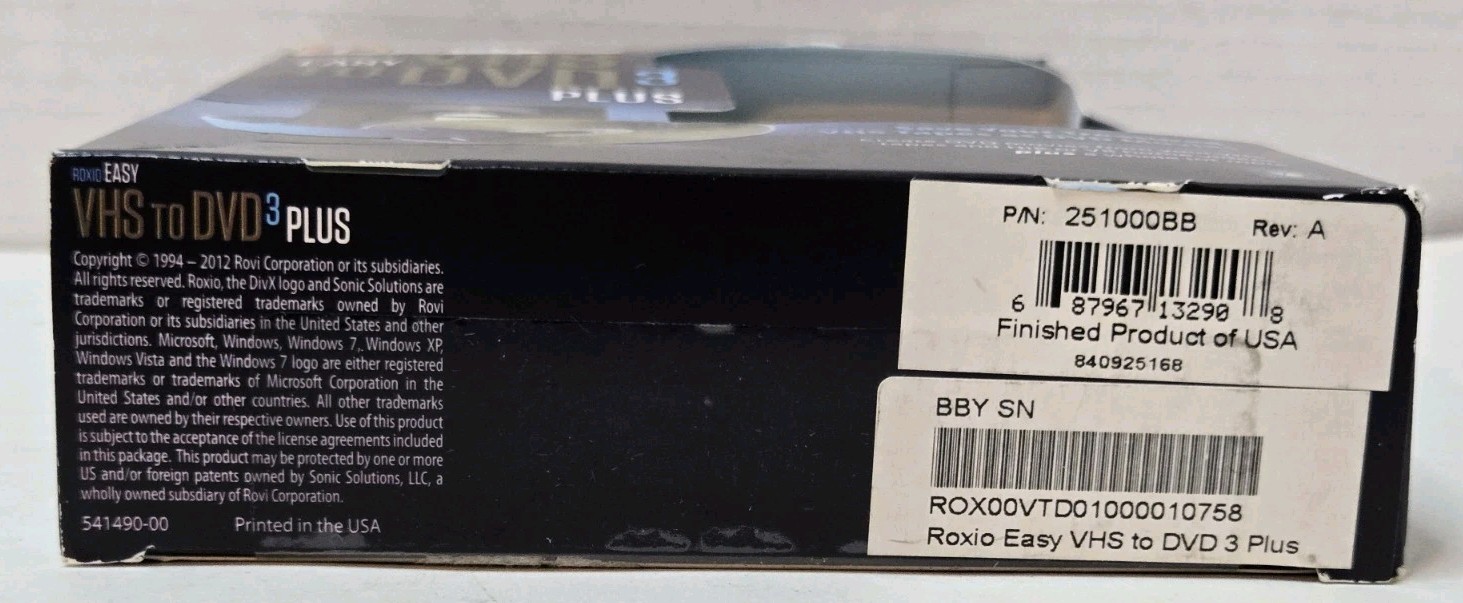 EASY
DVD 3
PLUS
ROXIO EASY
VHS TO DVD 3 PLUS
Copyright © 1994 – 2012 Rovi Corporation or its subsidiaries.
All rights reserved. Roxio, the DivX logo and Sonic Solutions are
trademarks or registered trademarks owned by Rovi
Corporation or its subsidiaries in the United States and other
jurisdictions. Microsoft, Windows, Windows 7, Windows XP,
Windows Vista and the Windows 7 logo are either registered
trademarks or trademarks of Microsoft Corporation in the
United States and/or other countries. All other trademarks
used are owned by their respective owners. Use of this product
is subject to the acceptance of the license agreements included
in this package. This product may be protected by one or more
US and/or foreign patents owned by Sonic Solutions, LLC, a
wholly owned subsdiary of Rovi Corporation.
541490-00 Printed in the USA
P/N: 251000BB Rev: A
6 87967 13290 8
Finished Product of USA
840925168
BBY SN
ROX00VTD01000010758
Roxio Easy VHS to DVD 3 Plus